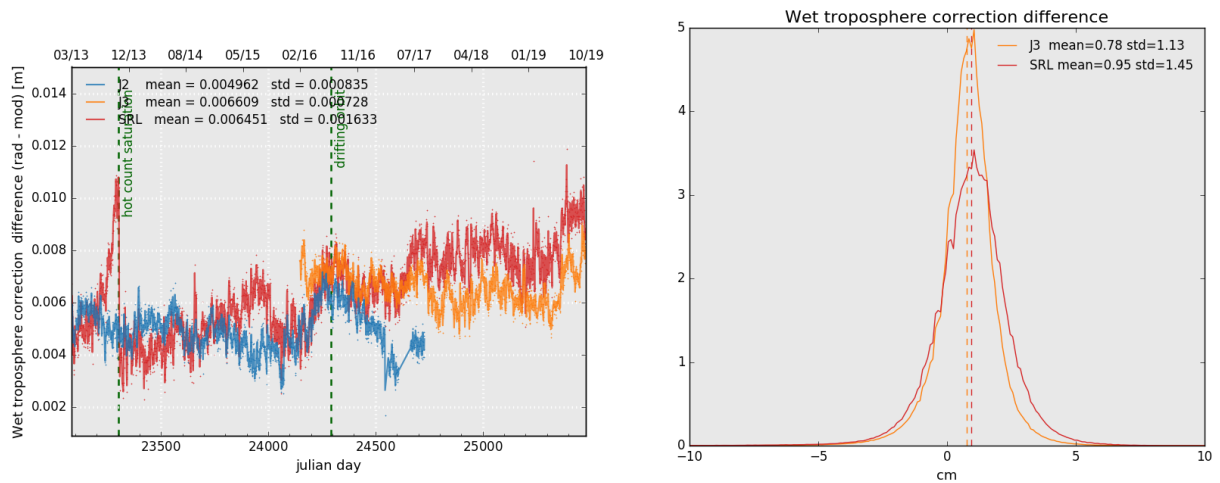 03/13 12/13 08/14 05/15 02/16 11/16 07/17 04/18 01/19 10/19
Wet troposphere correction difference (rad - mod) [m]
0.014
0.012
0.010
0.008
0.006
0.004
0.002
J2 mean = 0.004962 std = 0.000835
J3 mean = 0.006609 std = 0.000728
SRL mean = 0.006451 std = 0.001633
hot count saturation
drifting orbit
23500 24000 24500 25000
julian day
Wet troposphere correction difference
J3 mean=0.78 std=1.13
SRL mean=0.95 std=1.45
5
4
3
2
1
0
−10 −5 0 5 10
cm